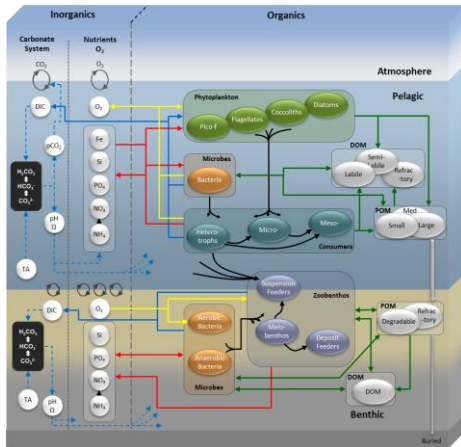 Inorganics
Organics
Carbonate
System
Nutrients
O₂
CO₂
O₂
Atmosphere
Pelagic
DIC
O₂
Phytoplankton
Pico-f
Flagellates
Coccoliths
Diatoms
pCO₂
Fe
Si
PO₄
NO₃
NH₄
H₂CO₃
HCO₃⁻
CO₃²⁻
pH
Ω
TA
Microbes
Bacteria
DOM
Labile
Semi-
labile
Refrac
-tory
POM
Small
Med
Large
Hetero-
trophs
Micro-
Meso-
Consumers
Suspension
Feeders
Zoobenthos
DIC
O₂
Si
PO₄
NO₃
NH₄
H₂CO₃
HCO₃⁻
CO₃²⁻
TA
pH
Ω
Aerobic
Bacteria
Anaerobic
Bacteria
Microbes
Meio-
benthos
Deposit
Feeders
POM
Degradable
Refrac
-tory
DOM
DOM
Benthic
Buried